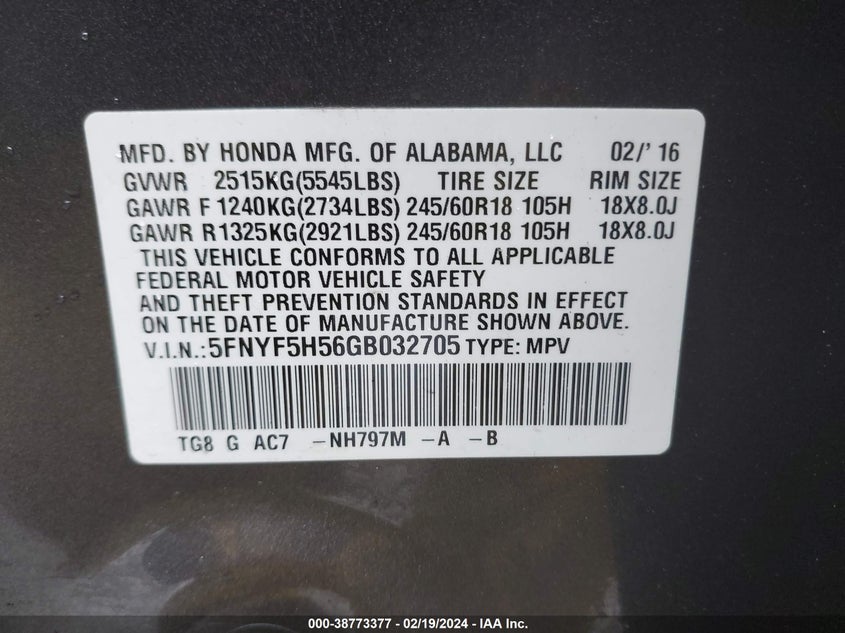 MFD. BY HONDA MFG. OF ALABAMA, LLC 02/' 16
GVWR 2515KG(5545LBS) TIRE SIZE RIM SIZE
GAWR F 1240KG(2734LBS) 245/60R18 105H 18X8.0J
GAWR R1325KG(2921LBS) 245/60R18 105H 18X8.0J
THIS VEHICLE CONFORMS TO ALL APPLICABLE
FEDERAL MOTOR VEHICLE SAFETY
AND THEFT PREVENTION STANDARDS IN EFFECT
ON THE DATE OF MANUFACTURE SHOWN ABOVE.
V.I.N.:5FNYF5H56GB032705 TYPE: MPV
TG8 G AC7 -NH797M -A -B
000-38773377 - 02/19/2024 - IAA Inc.